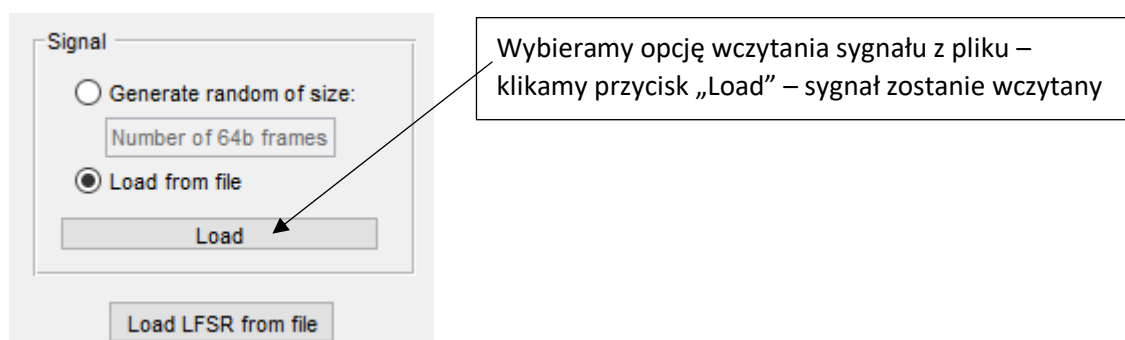 Signal
Generate random of size:
Number of 64b frames
Load from file
Load
Load LFSR from file
Wybieramy opcję wczytania sygnału z pliku –
klikamy przycisk „Load” – sygnał zostanie wczytany